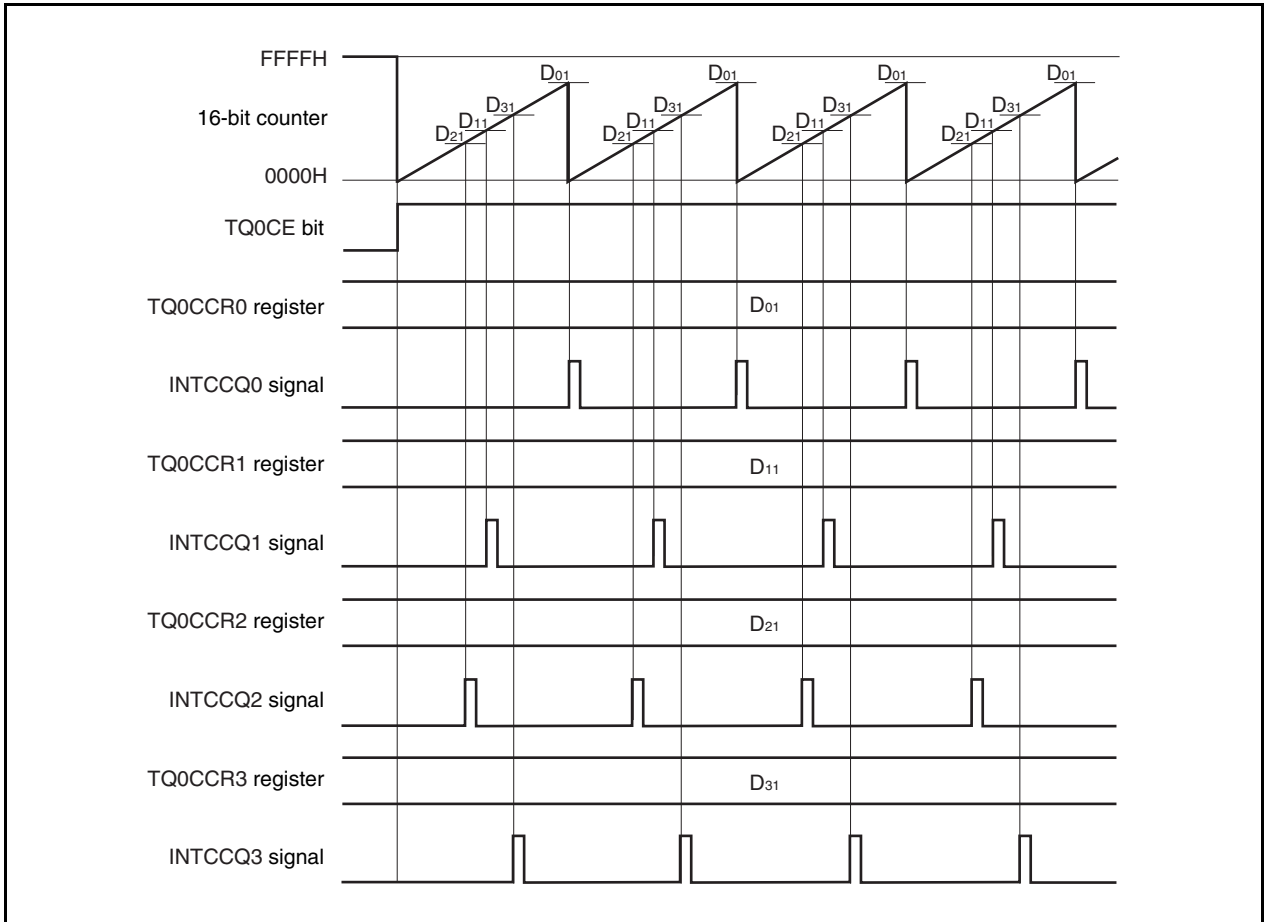 FFFFH
D01 D01 D01 D01
16-bit counter
D31 D31 D31 D31
D11 D11 D11 D11
D21 D21 D21 D21
0000H
TQ0CE bit
TQ0CCR0 register
D01
INTCCQ0 signal
TQ0CCR1 register
D11
INTCCQ1 signal
TQ0CCR2 register
D21
INTCCQ2 signal
TQ0CCR3 register
D31
INTCCQ3 signal